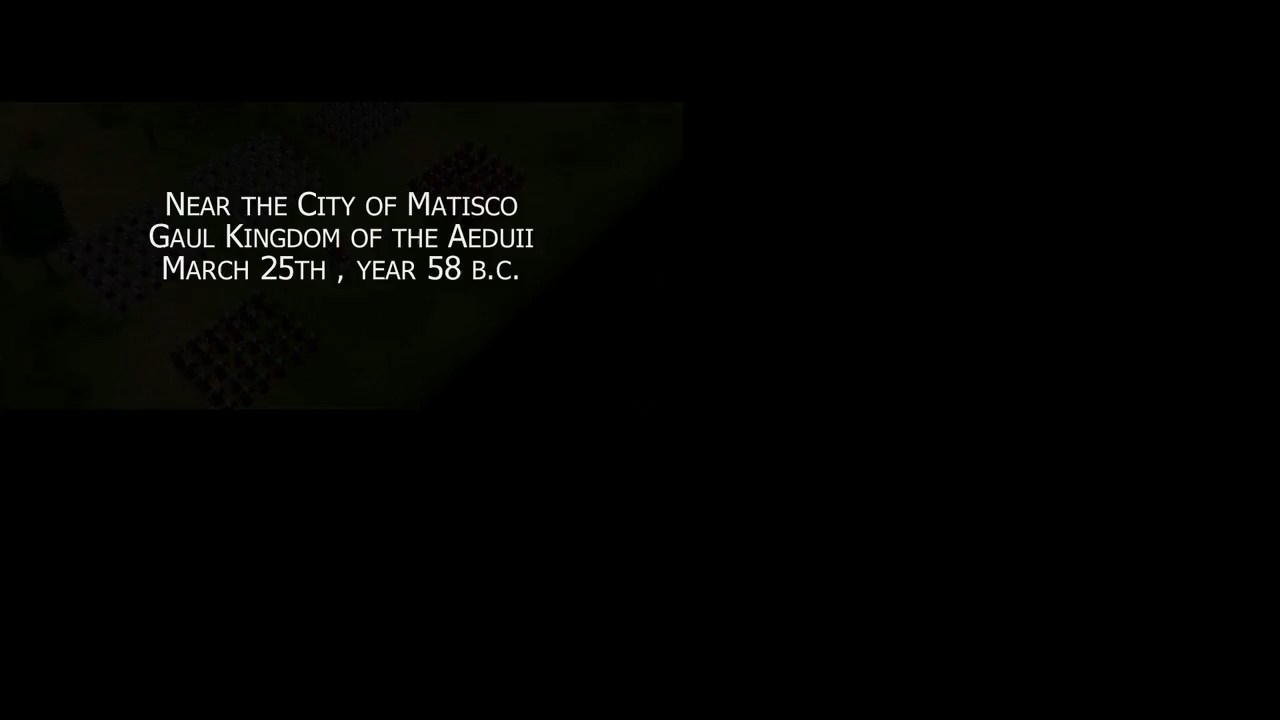 Near the City of Matisco
Gaul Kingdom of the Aeduii
March 25th , year 58 b.c.